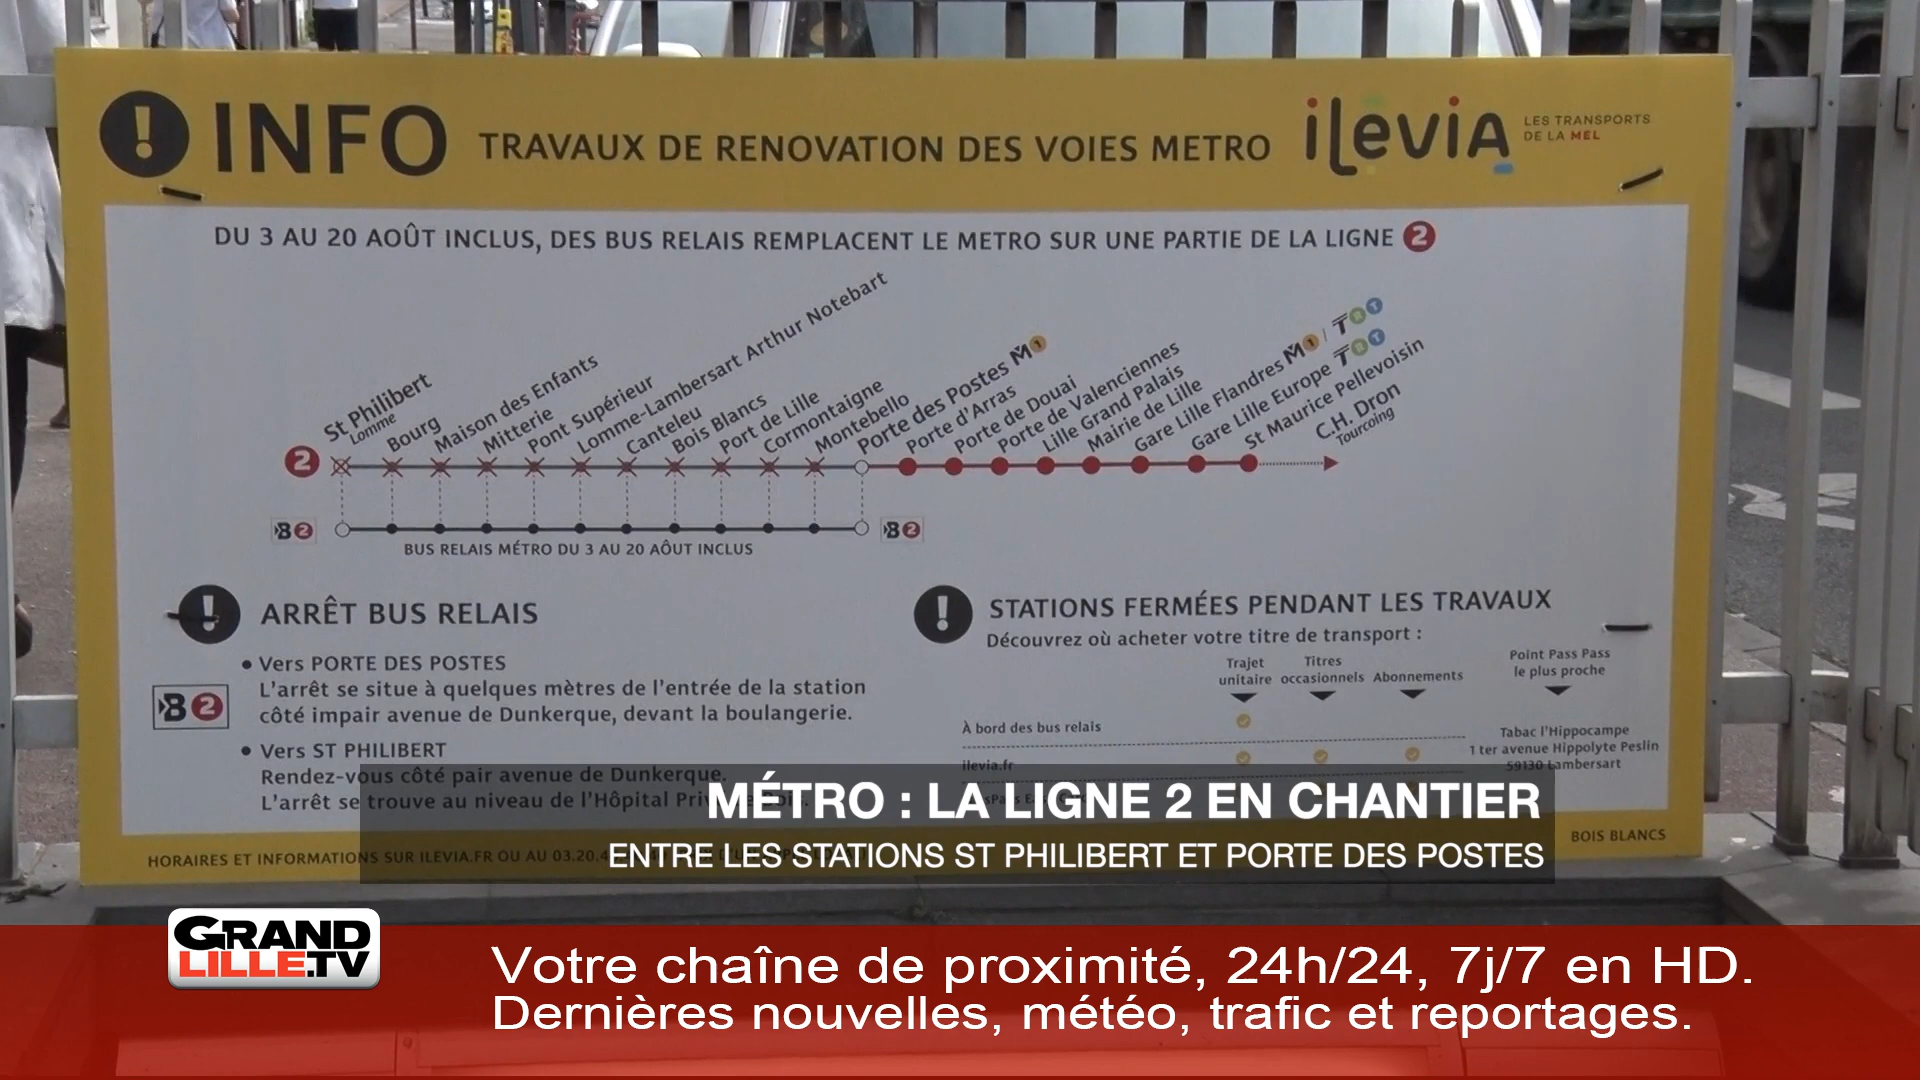 ! INFO TRAVAUX DE RENOVATION DES VOIES METRO
ilevia LES TRANSPORTS
DE LA MEL
DU 3 AU 20 AOÛT INCLUS, DES BUS RELAIS REMPLACENT LE METRO SUR UNE PARTIE DE LA LIGNE 2
2
St Philibert
Lomme
Bourg
Maison des Enfants
Mitterie
Pont Supérieur
Lomme-Lambersart Arthur Notebart
Canteleu
Bois Blancs
Port de Lille
Cormontaigne
Montebello
Porte des Postes M 1
Porte d'Arras
Porte de Douai
Porte de Valenciennes
Lille Grand Palais
Mairie de Lille
Gare Lille Flandres M 1 / T R T
Gare Lille Europe T R T
St Maurice Pellevoisin
C.H. Dron
Tourcoing
B 2
B 2
BUS RELAIS MÉTRO DU 3 AU 20 AÔUT INCLUS
! ARRÊT BUS RELAIS
B 2
• Vers PORTE DES POSTES
L'arrêt se situe à quelques mètres de l'entrée de la station
côté impair avenue de Dunkerque, devant la boulangerie.
• Vers ST PHILIBERT
Rendez-vous côté pair avenue de Dunkerque.
L'arrêt se trouve au niveau de l'Hôpital
! STATIONS FERMÉES PENDANT LES TRAVAUX
Découvrez où acheter votre titre de transport :
Trajet
unitaire
Titres
occasionnels
Abonnements
Point Pass Pass
le plus proche
À bord des bus relais
ilevia.fr
Tabac l'Hippocampe
1 ter avenue Hippolyte Peslin
59130 Lambersart
BOIS BLANCS
HORAIRES ET INFORMATIONS SUR ILEVIA.FR OU AU 03.20.4
MÉTRO : LA LIGNE 2 EN CHANTIER
ENTRE LES STATIONS ST PHILIBERT ET PORTE DES POSTES
GRAND
LILLE.TV
Votre chaîne de proximité, 24h/24, 7j/7 en HD.
Dernières nouvelles, météo, trafic et reportages.